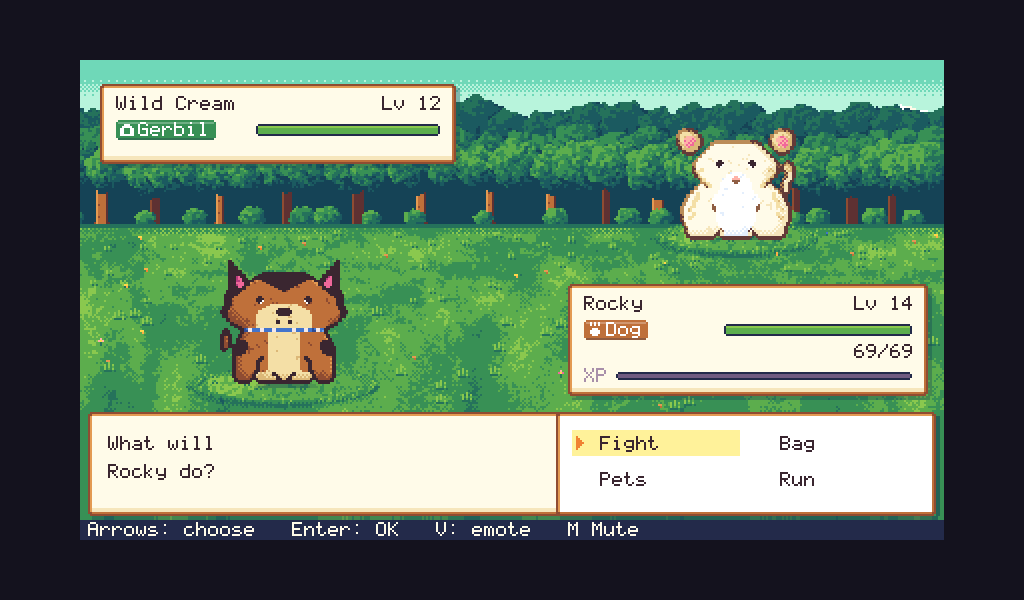 Wild Cream Lv 12
Gerbil
Rocky Lv 14
Dog
69/69
XP
What will
Rocky do?
Fight Bag
Pets Run
Arrows: choose Enter: OK V: emote M Mute